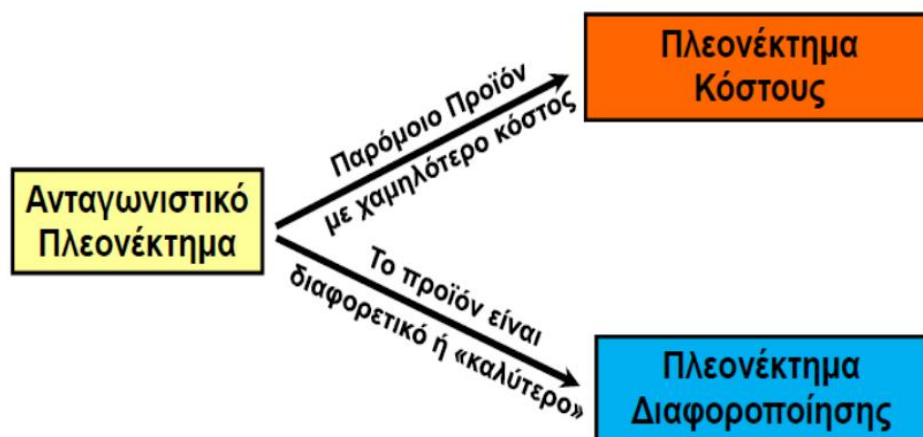 Πλεονέκτημα
Κόστους
Παρόμοιο Προϊόν
με χαμηλότερο κόστος
Ανταγωνιστικό
Πλεονέκτημα
Το προϊόν είναι
διαφορετικό ή «καλύτερο»
Πλεονέκτημα
Διαφοροποίησης